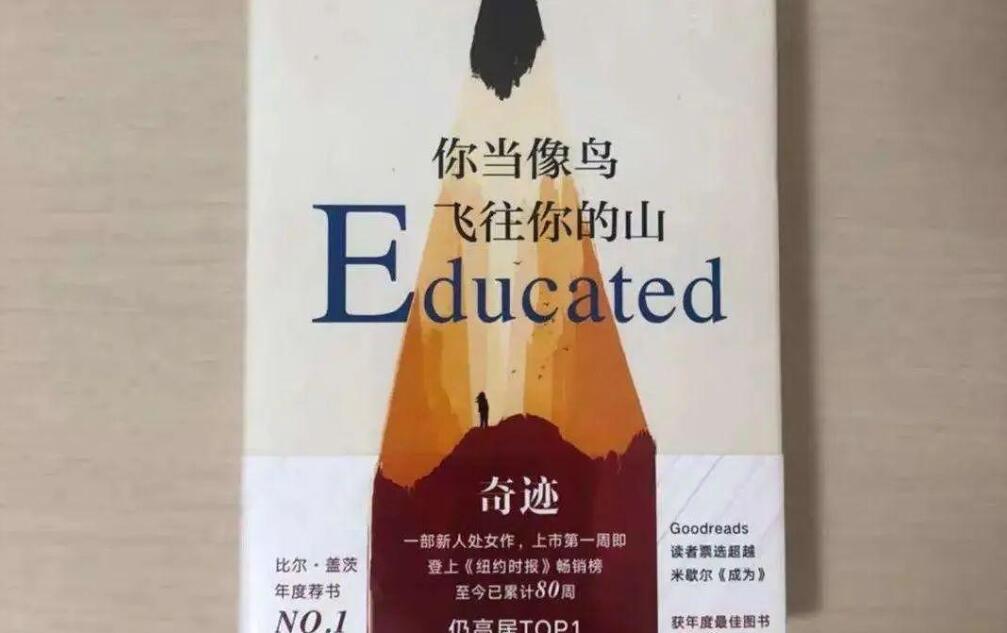 你当像鸟
飞往你的山
Educated
奇迹
一部新人处女作，上市第一周即
登上《纽约时报》畅销榜
至今已累计80周
仍高居TOP1
比尔·盖茨
年度荐书
NO.1
Goodreads
读者票选超越
米歇尔《成为》
获年度最佳图书